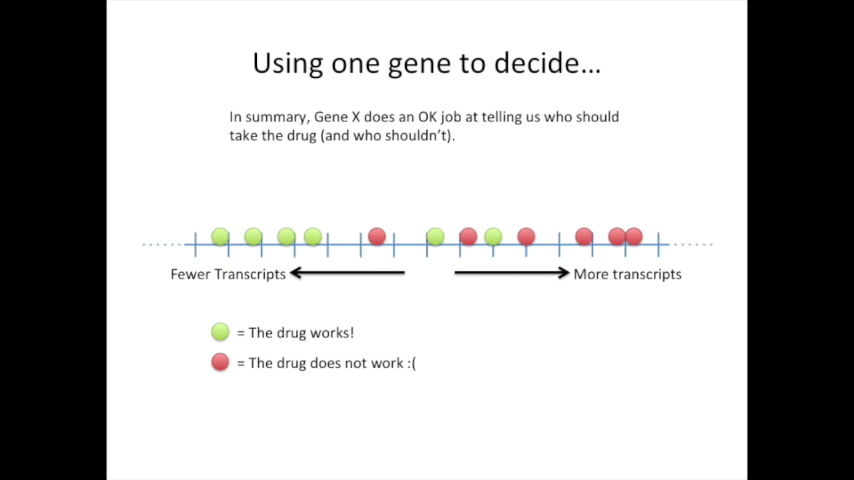 Using one gene to decide...
In summary, Gene X does an OK job at telling us who should
take the drug (and who shouldn't).
Fewer Transcripts
More transcripts
= The drug works!
= The drug does not work :(